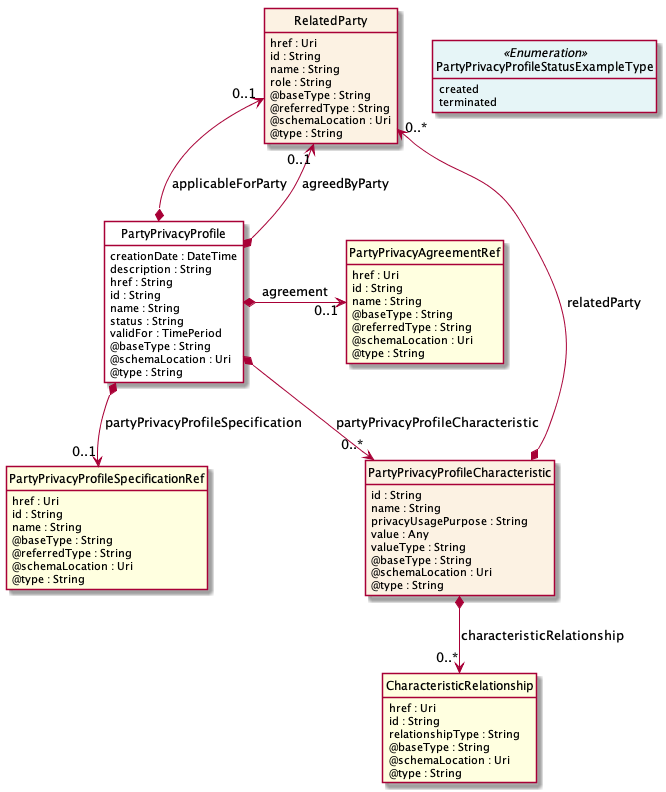 RelatedParty
href : Uri
id : String
name : String
role : String
@baseType : String
@referredType : String
@schemaLocation : Uri
@type : String
«Enumeration»
PartyPrivacyProfileStatusExampleType
created
terminated
0..1
0..*
0..1
applicableForParty
agreedByParty
PartyPrivacyProfile
creationDate : DateTime
description : String
href : String
id : String
name : String
status : String
validFor : TimePeriod
@baseType : String
@schemaLocation : Uri
@type : String
agreement
0..1
PartyPrivacyAgreementRef
href : Uri
id : String
name : String
@baseType : String
@referredType : String
@schemaLocation : Uri
@type : String
relatedParty
partyPrivacyProfileSpecification
0..1
partyPrivacyProfileCharacteristic
0..*
PartyPrivacyProfileSpecificationRef
href : Uri
id : String
name : String
@baseType : String
@referredType : String
@schemaLocation : Uri
@type : String
PartyPrivacyProfileCharacteristic
id : String
name : String
privacyUsagePurpose : String
value : Any
valueType : String
@baseType : String
@schemaLocation : Uri
@type : String
characteristicRelationship
0..*
CharacteristicRelationship
href : Uri
id : String
relationshipType : String
@baseType : String
@schemaLocation : Uri
@type : String